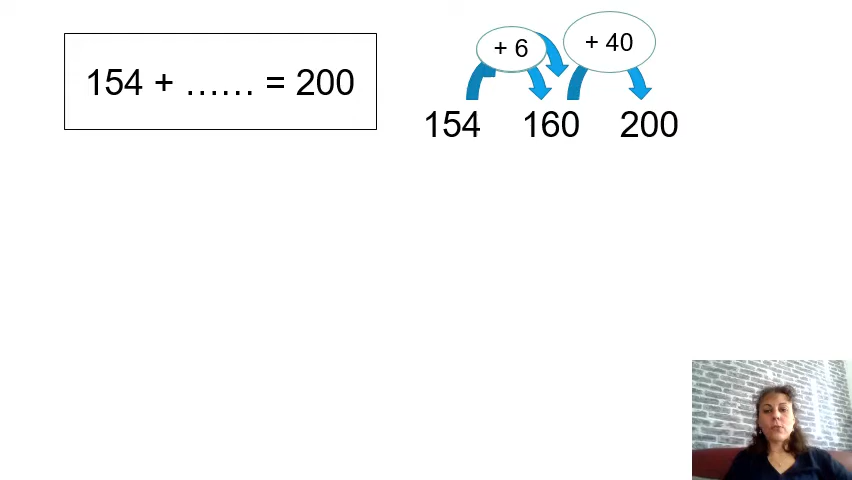 154 + …… = 200
+ 6
+ 40
154 160 200